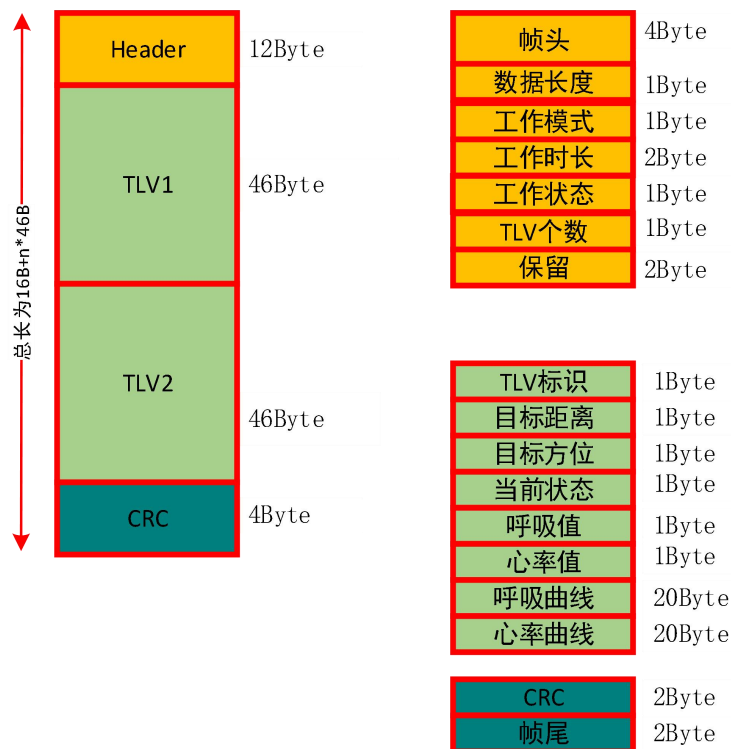 总长为16B+n*46B
Header 12Byte
TLV1 46Byte
TLV2 46Byte
CRC 4Byte
帧头 4Byte
数据长度 1Byte
工作模式 1Byte
工作时长 2Byte
工作状态 1Byte
TLV个数 1Byte
保留 2Byte
TLV标识 1Byte
目标距离 1Byte
目标方位 1Byte
当前状态 1Byte
呼吸值 1Byte
心率值 1Byte
呼吸曲线 20Byte
心率曲线 20Byte
CRC 2Byte
帧尾 2Byte